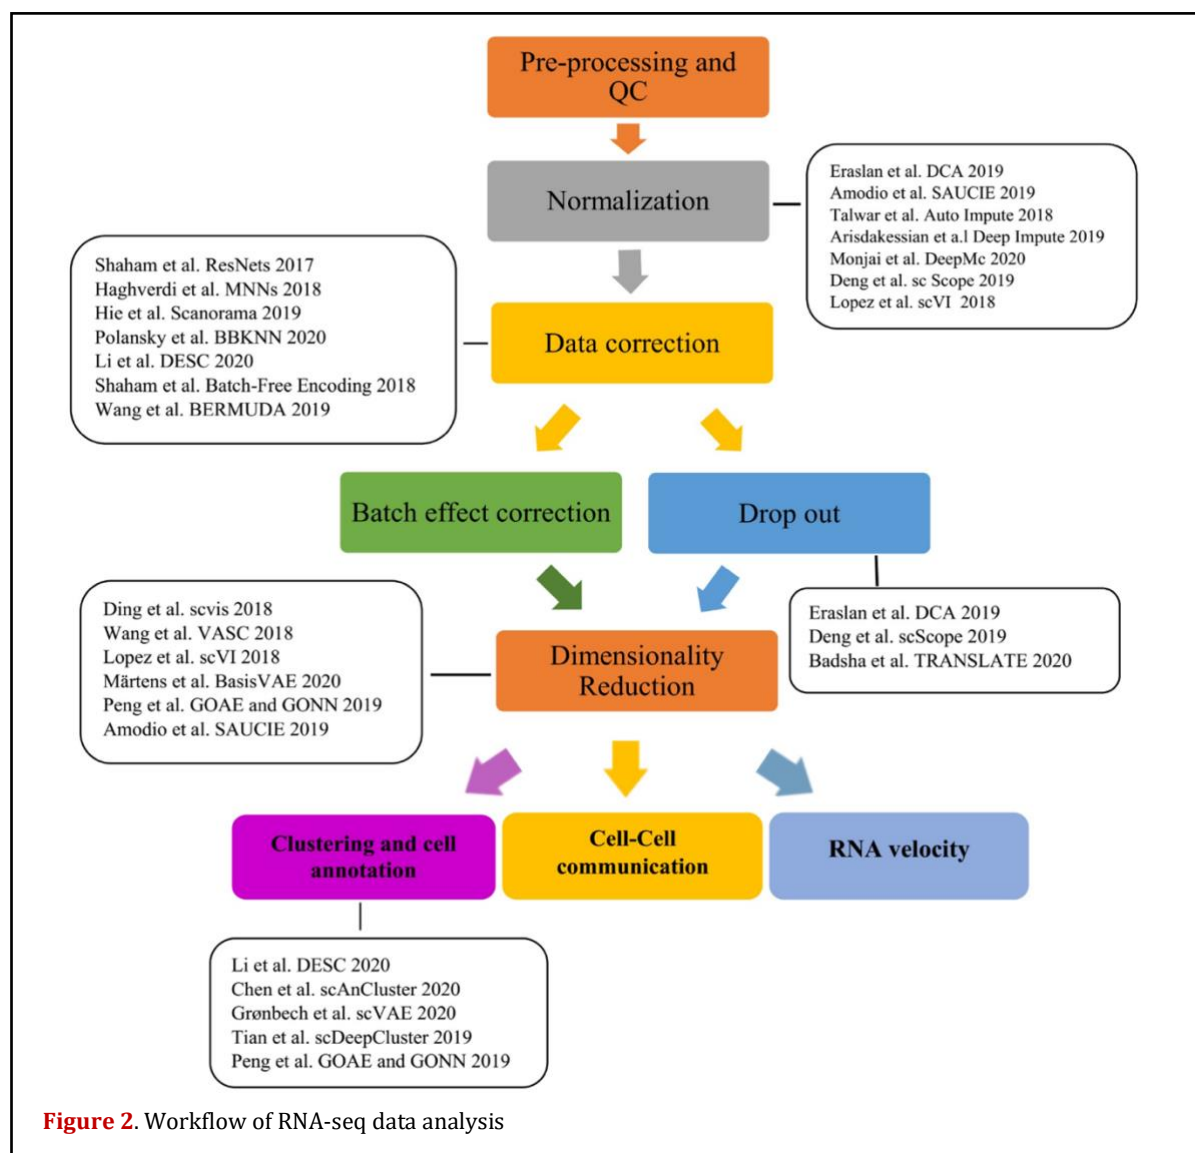 Pre-processing and
QC
Normalization
Eraslan et al. DCA 2019
Amodio et al. SAUCIE 2019
Talwar et al. Auto Impute 2018
Arisdakessian et a.l Deep Impute 2019
Monjai et al. DeepMc 2020
Deng et al. sc Scope 2019
Lopez et al. scVI 2018
Shaham et al. ResNets 2017
Haghverdi et al. MNNs 2018
Hie et al. Scanorama 2019
Polansky et al. BBKNN 2020
Li et al. DESC 2020
Shaham et al. Batch-Free Encoding 2018
Wang et al. BERMUDA 2019
Data correction
Batch effect correction
Drop out
Ding et al. scvis 2018
Wang et al. VASC 2018
Lopez et al. scVI 2018
Märtens et al. BasisVAE 2020
Peng et al. GOAE and GONN 2019
Amodio et al. SAUCIE 2019
Dimensionality
Reduction
Eraslan et al. DCA 2019
Deng et al. scScope 2019
Badsha et al. TRANSLATE 2020
Clustering and cell
annotation
Cell-Cell
communication
RNA velocity
Li et al. DESC 2020
Chen et al. scAnCluster 2020
Grønbech et al. scVAE 2020
Tian et al. scDeepCluster 2019
Peng et al. GOAE and GONN 2019
Figure 2. Workflow of RNA-seq data analysis